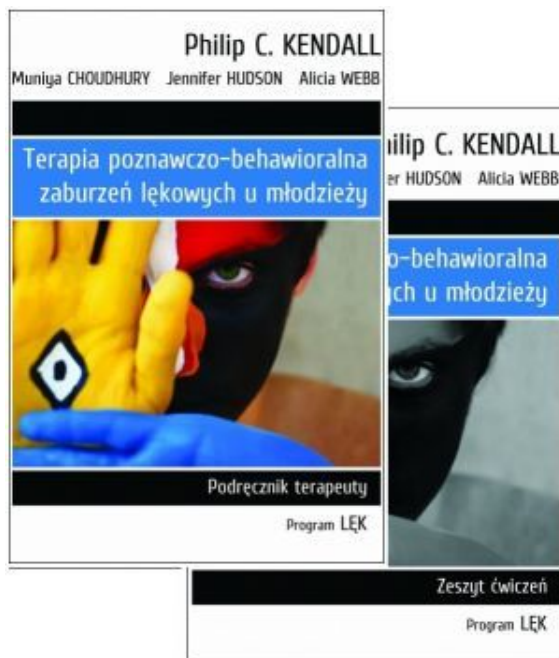 Philip C. KENDALL
Muniya CHOUDHURY Jennifer HUDSON Alicia WEBB
Terapia poznawczo-behawioralna
zaburzeń lękowych u młodzieży
Podręcznik terapeuty
Program LĘK
ilip C. KENDALL
er HUDSON Alicia WEBB
o-behawioralna
ych u młodzieży
Zeszyt ćwiczeń
Program LĘK